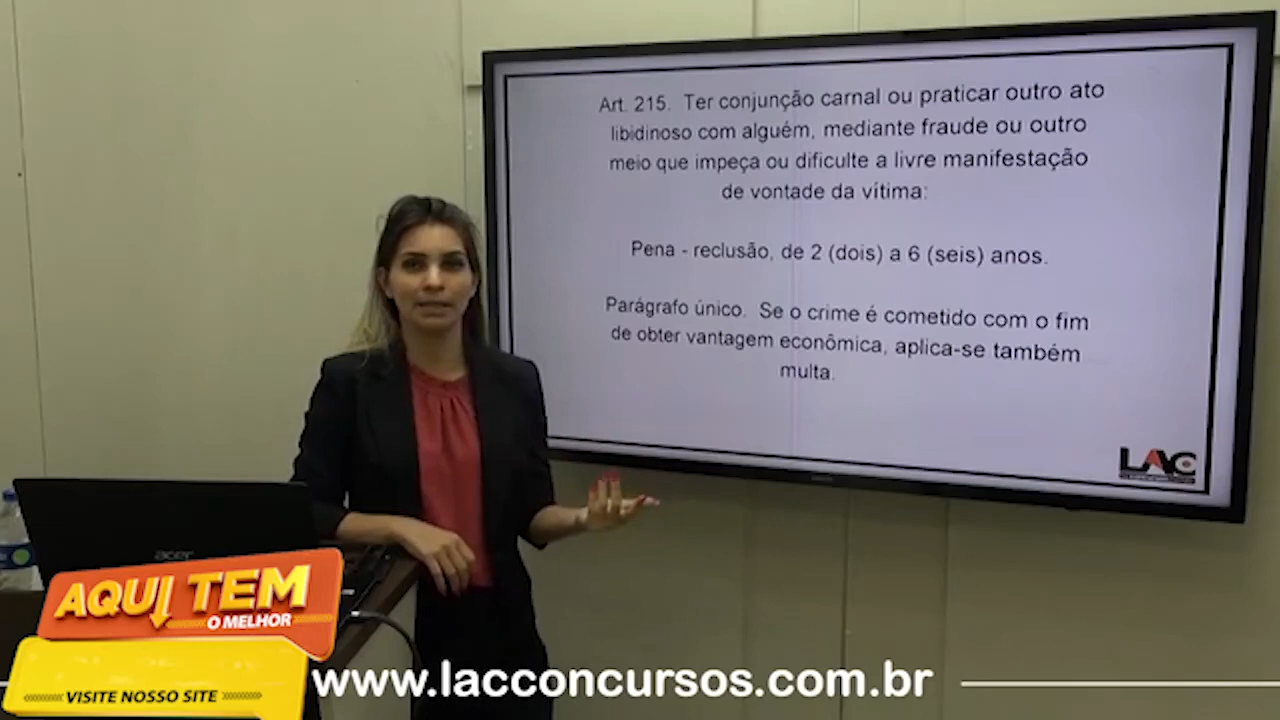 Art. 215. Ter conjunção carnal ou praticar outro ato
libidinoso com alguém, mediante fraude ou outro
meio que impeça ou dificulte a livre manifestação
de vontade da vítima:
Pena - reclusão, de 2 (dois) a 6 (seis) anos.
Parágrafo único. Se o crime é cometido com o fim
de obter vantagem econômica, aplica-se também
multa.
LAC
acer
AQUI TEM
O MELHOR
VISITE NOSSO SITE
www.lacconcursos.com.br